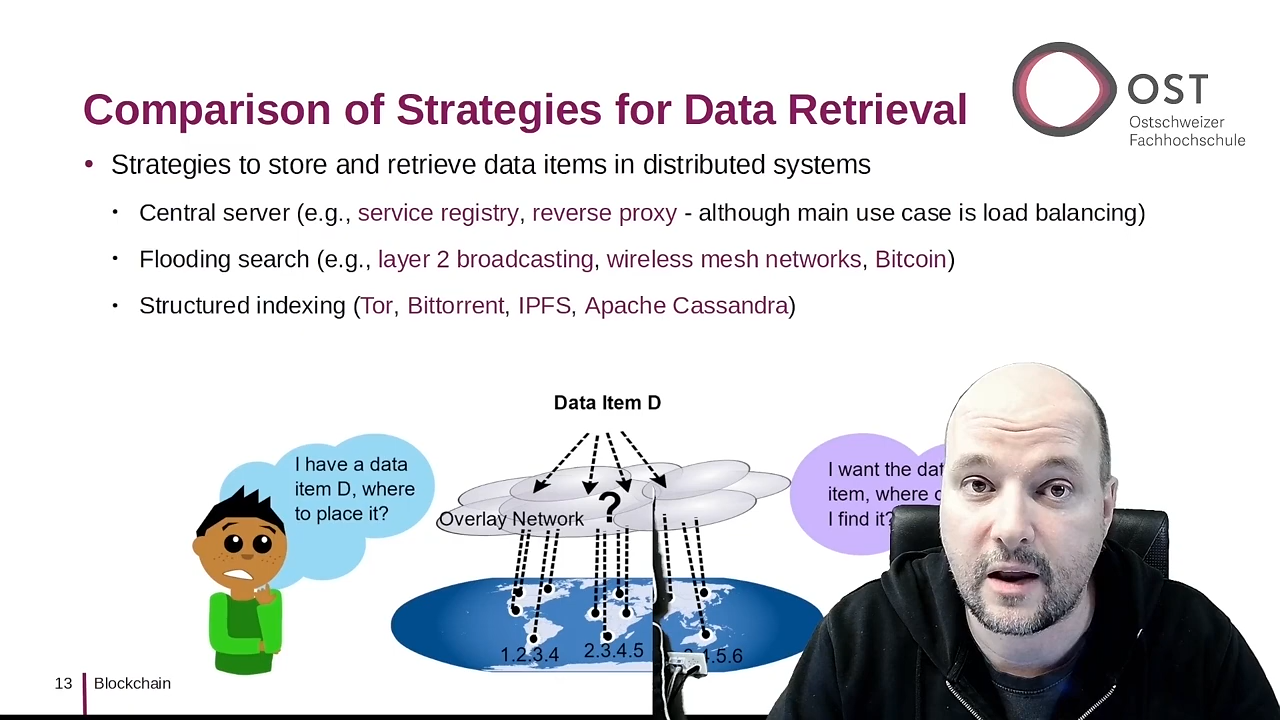 OST
Ostschweizer
Fachhochschule
Comparison of Strategies for Data Retrieval
• Strategies to store and retrieve data items in distributed systems
• Central server (e.g., service registry, reverse proxy - although main use case is load balancing)
• Flooding search (e.g., layer 2 broadcasting, wireless mesh networks, Bitcoin)
• Structured indexing (Tor, Bittorrent, IPFS, Apache Cassandra)
Data Item D
I have a data
item D, where
to place it?
?
Overlay Network
I want the
item, where
I find it?
1.2.3.4
2.3.4.5
13
Blockchain